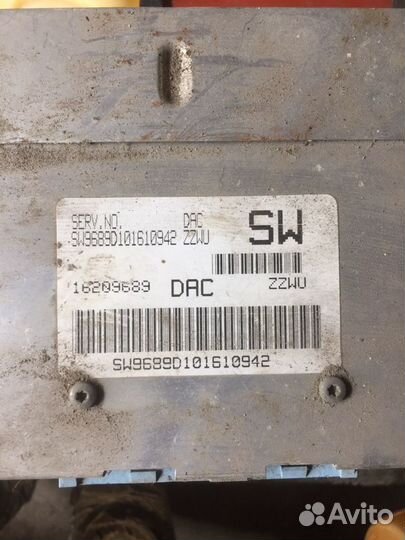 SERV.NO. DAC
SW9689D101610942 ZZWU SW
16209689 DAC ZZWU
SW9689D101610942
Avito